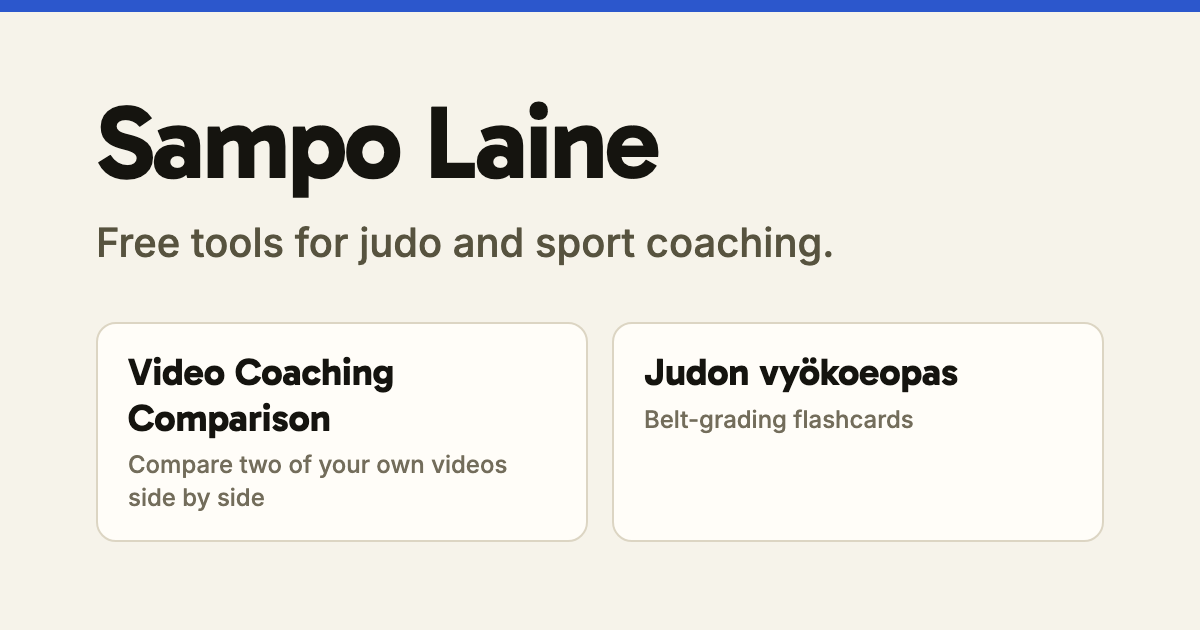 Sampo Laine
Free tools for judo and sport coaching.
Video Coaching
Comparison
Compare two of your own videos
side by side
Judon vyökoeopas
Belt-grading flashcards